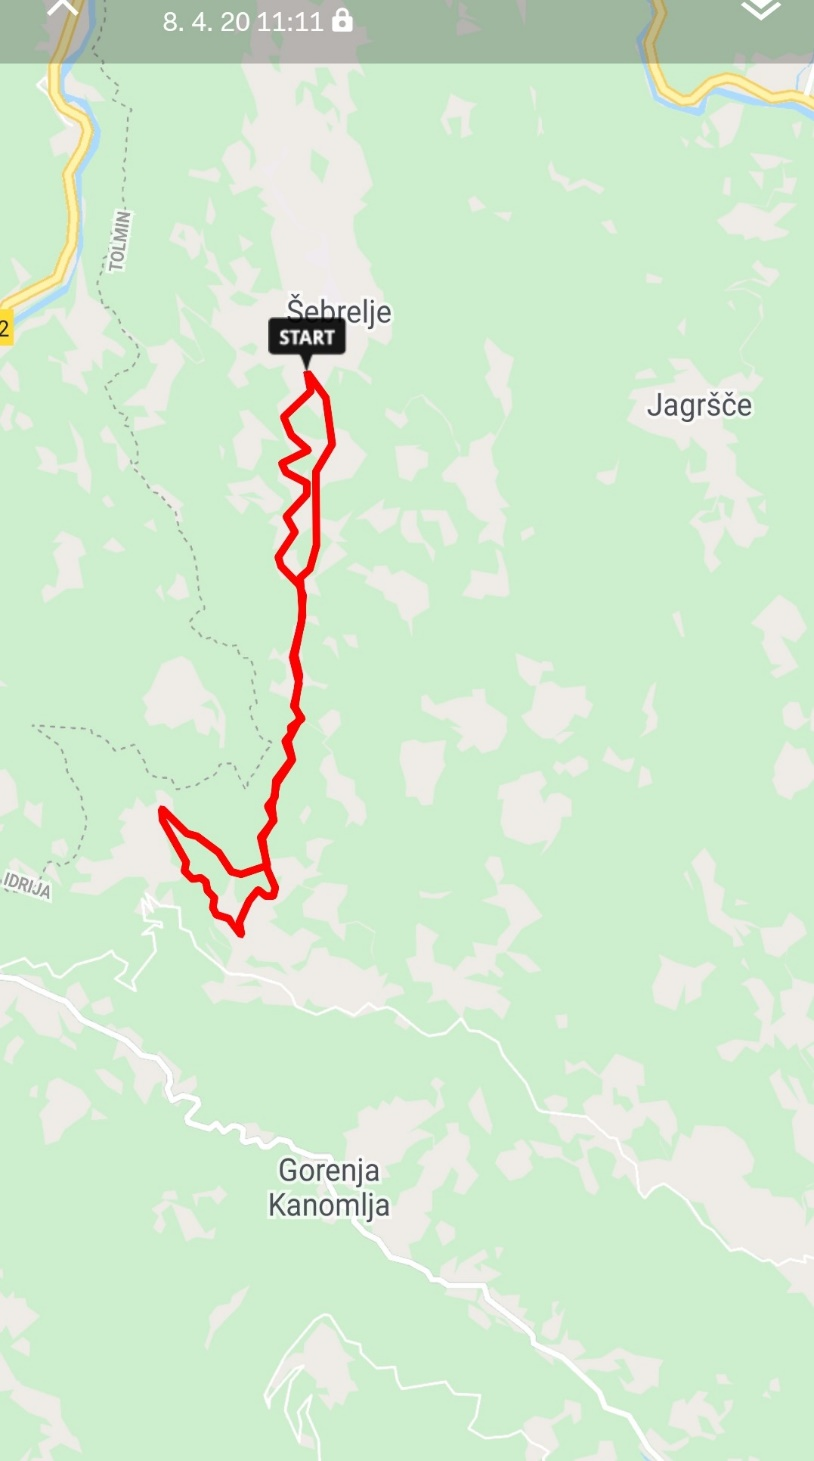 8. 4. 20 11:11
TOLMIN
Šebrelje
START
2
Jagršče
IDRIJA
Gorenja
Kanomlja